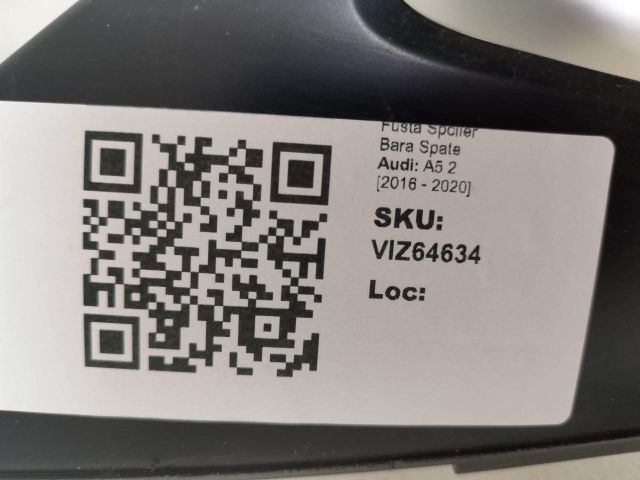 Fusta Spoiler
Bara Spate
Audi: A5 2
[2016 - 2020]
SKU:
VIZ64634
Loc: